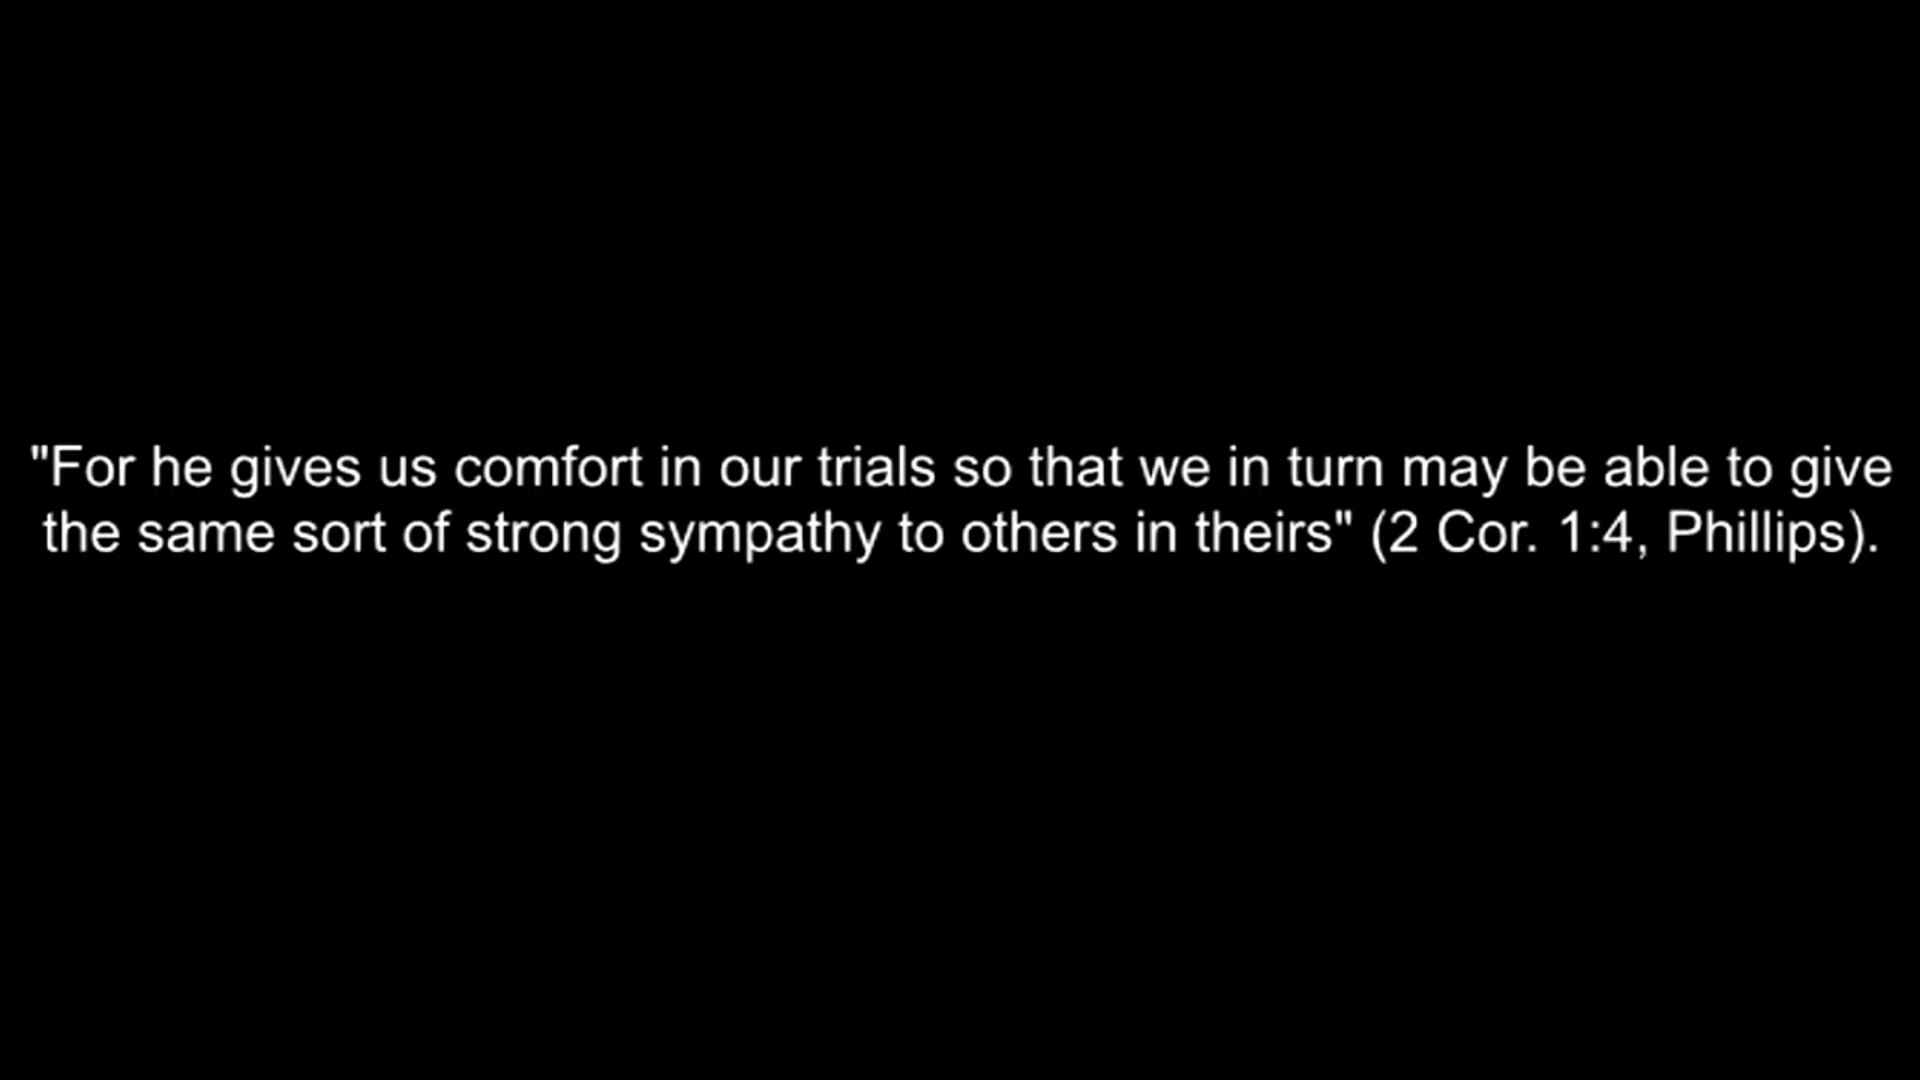 "For he gives us comfort in our trials so that we in turn may be able to give
the same sort of strong sympathy to others in theirs" (2 Cor. 1:4, Phillips).